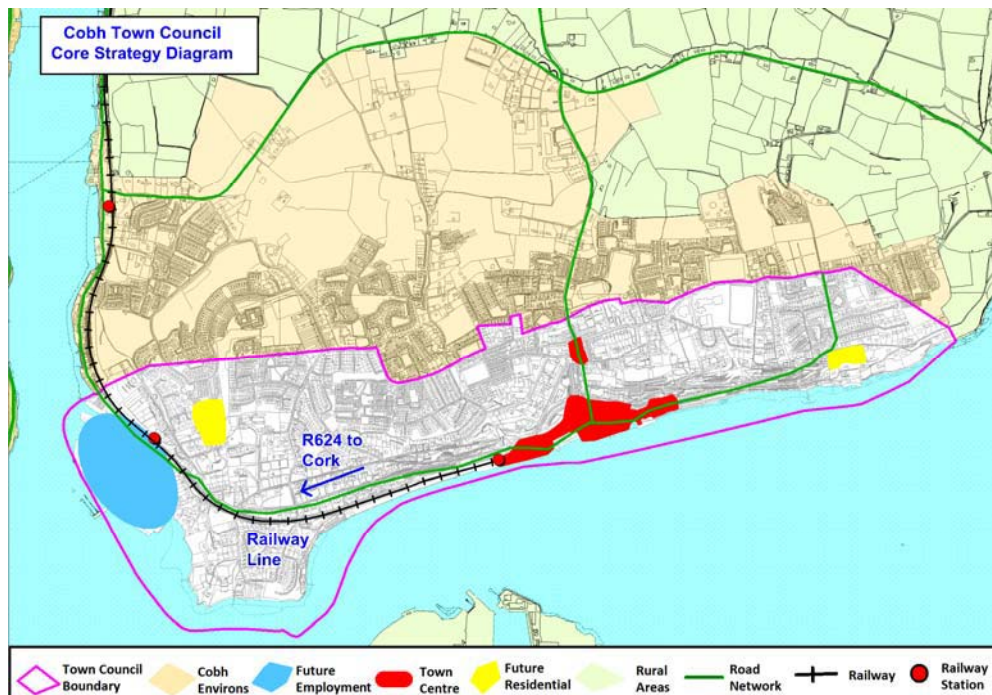 Cobh Town Council
Core Strategy Diagram
R624 to
Cork
Railway
Line
Town Council
Boundary
Cobh
Environs
Future
Employment
Town
Centre
Future
Residential
Rural
Areas
Road
Network
Railway
Railway
Station